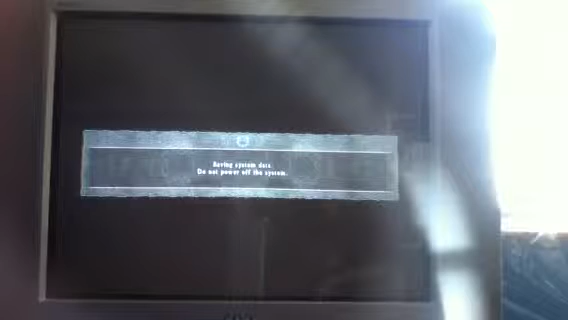 Saving system data.
Do not power off the system.